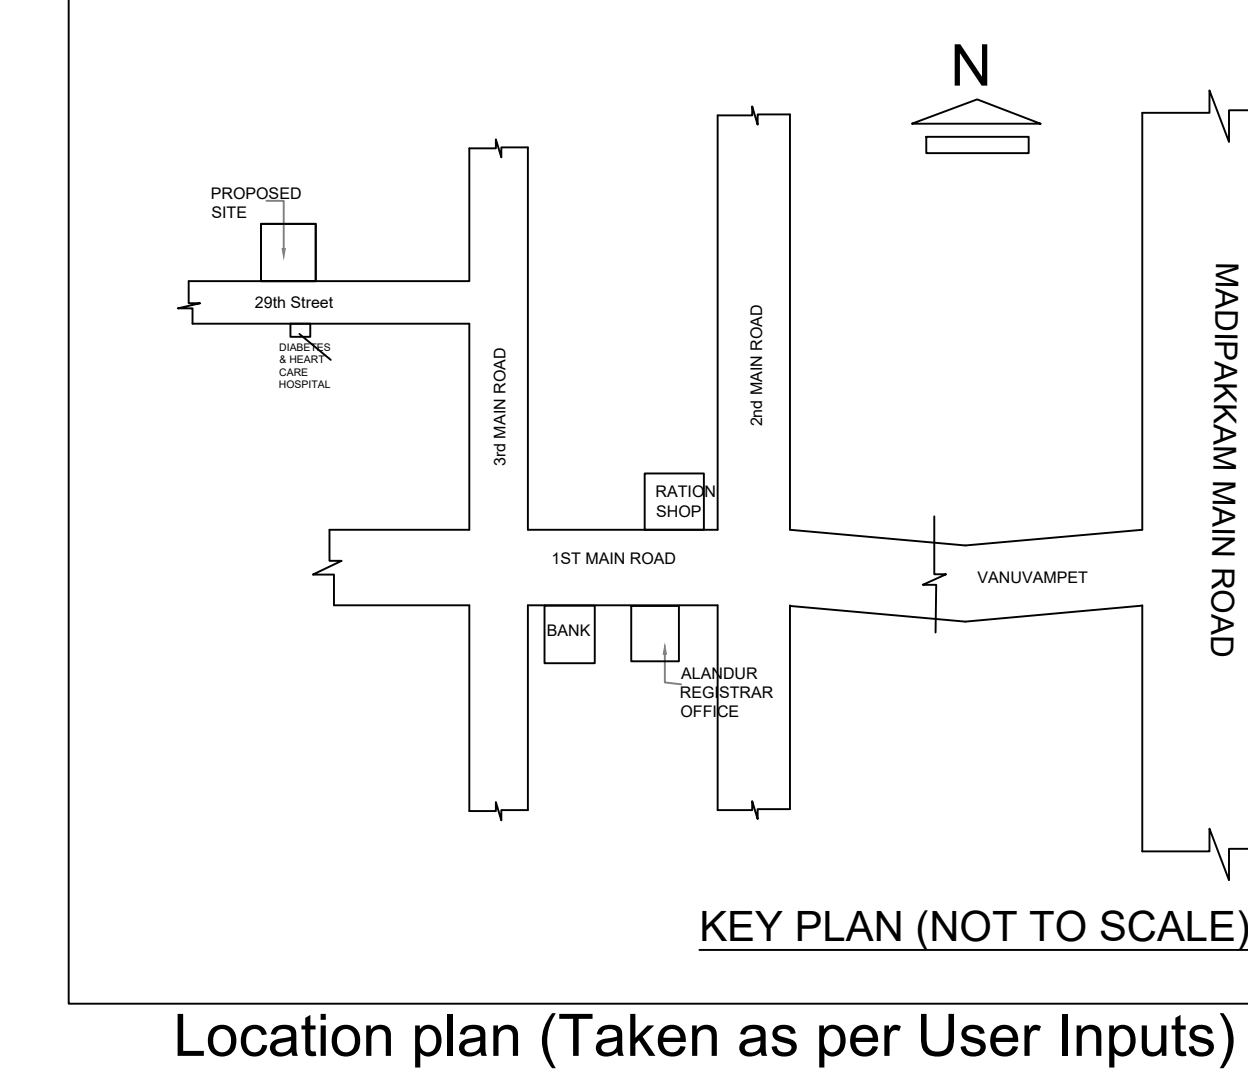 N
PROPOSED
SITE
29th Street
DIABETES
& HEART
CARE
HOSPITAL
3rd MAIN ROAD
2nd MAIN ROAD
MADIPAKKAM MAIN ROAD
RATION
SHOP
1ST MAIN ROAD
VANUVAMPET
BANK
ALANDUR
REGISTRAR
OFFICE
KEY PLAN (NOT TO SCALE)
Location plan (Taken as per User Inputs)